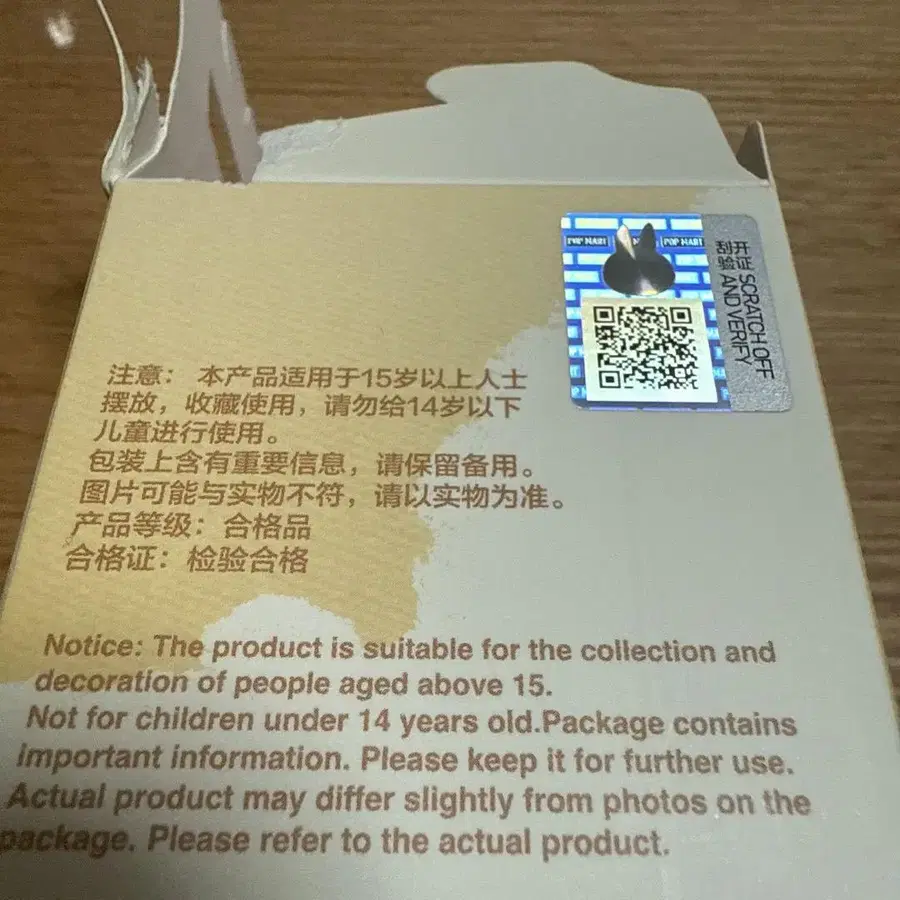 POP MART
POP MART
刮开
验证
SCRATCH OFF
AND VERIFY
注意：本产品适用于15岁以上人士
摆放，收藏使用，请勿给14岁以下
儿童进行使用。
包装上含有重要信息，请保留备用。
图片可能与实物不符，请以实物为准。
产品等级：合格品
合格证：检验合格
Notice: The product is suitable for the collection and
decoration of people aged above 15.
Not for children under 14 years old.Package contains
important information. Please keep it for further use.
Actual product may differ slightly from photos on the
package. Please refer to the actual product.